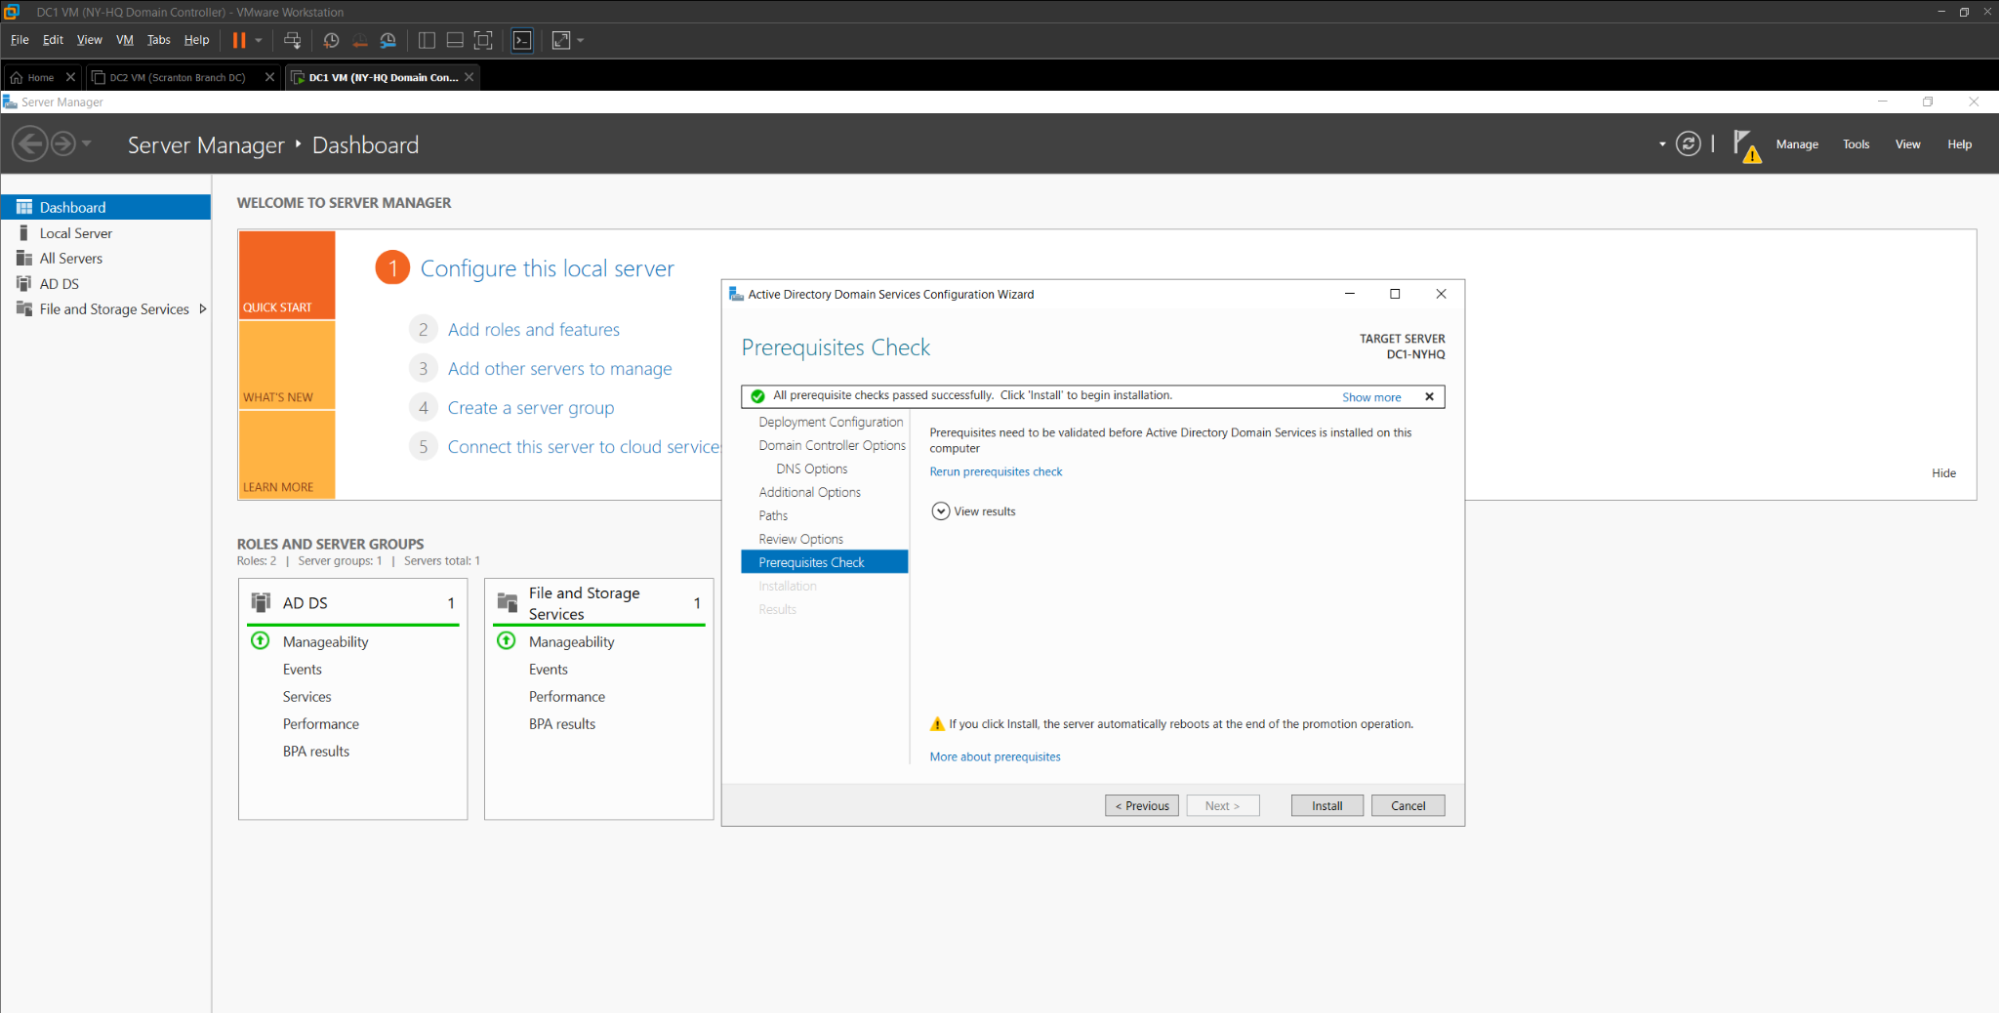 DC1 VM (NY-HQ Domain Controller) - VMware Workstation
File Edit View VM Tabs Help
Home DC2 VM (Scranton Branch DC) DC1 VM (NY-HQ Domain Con...
Server Manager
Server Manager Dashboard
Manage Tools View Help
Dashboard
Local Server
All Servers
AD DS
File and Storage Services
WELCOME TO SERVER MANAGER
QUICK START
WHAT'S NEW
LEARN MORE
1 Configure this local server
2 Add roles and features
3 Add other servers to manage
4 Create a server group
5 Connect this server to cloud service
Hide
ROLES AND SERVER GROUPS
Roles: 2 | Server groups: 1 | Servers total: 1
AD DS 1
Manageability
Events
Services
Performance
BPA results
File and Storage
Services 1
Manageability
Events
Performance
BPA results
Active Directory Domain Services Configuration Wizard
Prerequisites Check
TARGET SERVER
DC1-NYHQ
All prerequisite checks passed successfully. Click 'Install' to begin installation. Show more
Deployment Configuration
Domain Controller Options
DNS Options
Additional Options
Paths
Review Options
Prerequisites Check
Installation
Results
Prerequisites need to be validated before Active Directory Domain Services is installed on this
computer
Rerun prerequisites check
View results
If you click Install, the server automatically reboots at the end of the promotion operation.
More about prerequisites
< Previous Next > Install Cancel